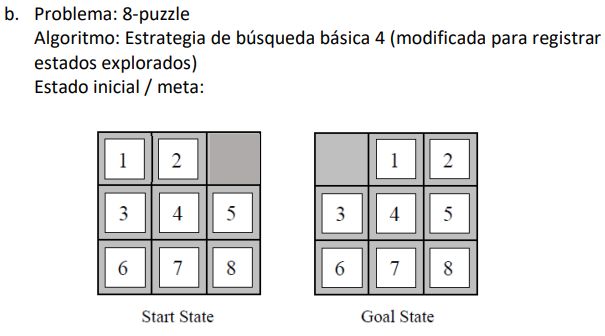 b. Problema: 8-puzzle
Algoritmo: Estrategia de búsqueda básica 4 (modificada para registrar
estados explorados)
Estado inicial / meta:
1 2
3 4 5
6 7 8
Start State
1 2
3 4 5
6 7 8
Goal State